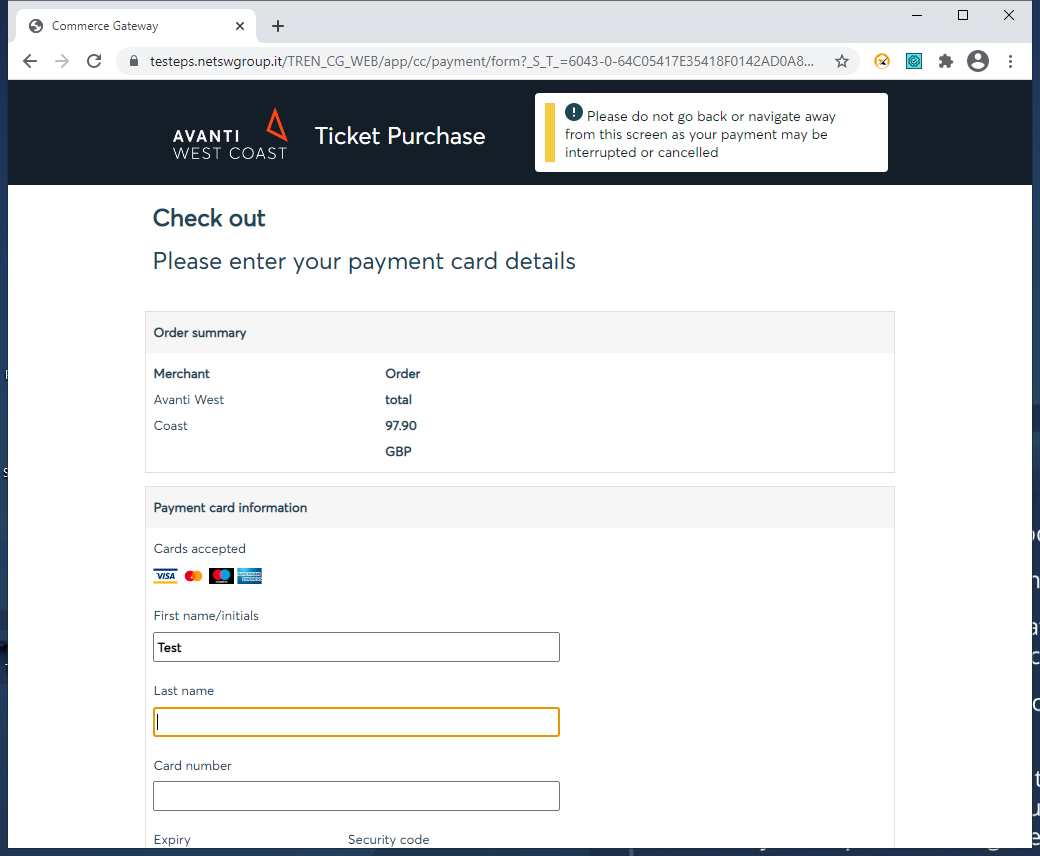 Commerce Gateway
testeps.netswgroup.it/TREN_CG_WEB/app/cc/payment/form?_S_T_=6043-0-64C05417E35418F0142AD0A8...
AVANTI
WEST COAST
Ticket Purchase
! Please do not go back or navigate away
from this screen as your payment may be
interrupted or cancelled
Check out
Please enter your payment card details
Order summary
Merchant Order
Avanti West total
Coast 97.90
GBP
Payment card information
Cards accepted
VISA
First name/initials
Test
Last name
Card number
Expiry Security code